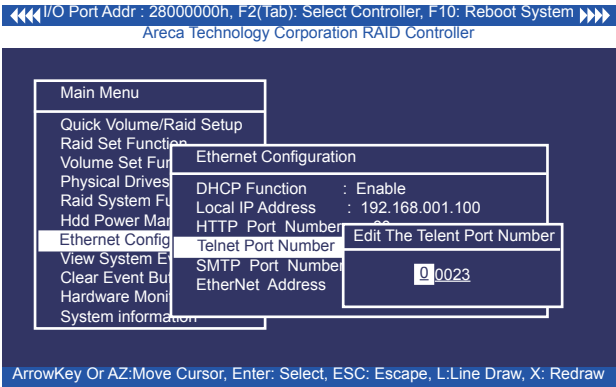 I/O Port Addr : 28000000h, F2(Tab): Select Controller, F10: Reboot System
Areca Technology Corporation RAID Controller
Main Menu
Quick Volume/Raid Setup
Raid Set Function
Volume Set Fur
Physical Drives
Raid System Fu
Hdd Power Mar
Ethernet Config
View System Ev
Clear Event Buf
Hardware Moni
System information
Ethernet Configuration
DHCP Function : Enable
Local IP Address : 192.168.001.100
HTTP Port Number
Telnet Port Number
SMTP Port Number
EtherNet Address
Edit The Telent Port Number
0 0023
ArrowKey Or AZ:Move Cursor, Enter: Select, ESC: Escape, L:Line Draw, X: Redraw